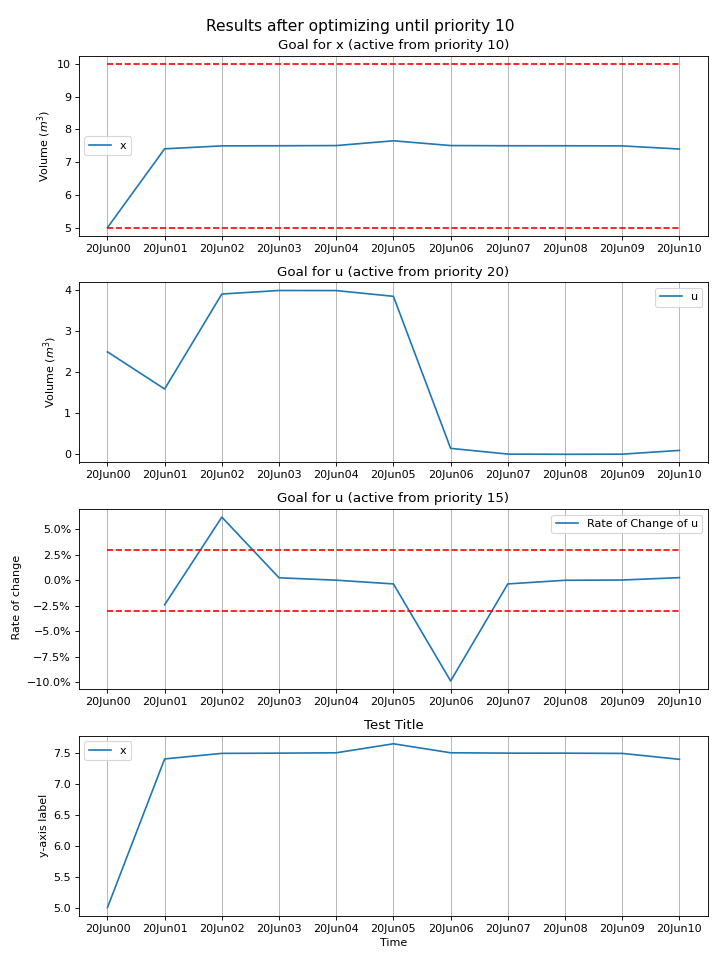 Results after optimizing until priority 10
Goal for x (active from priority 10)
10
9
8
7
6
5
Volume (m³)
x
20Jun00 20Jun01 20Jun02 20Jun03 20Jun04 20Jun05 20Jun06 20Jun07 20Jun08 20Jun09 20Jun10
Goal for u (active from priority 20)
4
3
2
1
0
Volume (m³)
u
20Jun00 20Jun01 20Jun02 20Jun03 20Jun04 20Jun05 20Jun06 20Jun07 20Jun08 20Jun09 20Jun10
Goal for u (active from priority 15)
5.0%
2.5%
0.0%
−2.5%
−5.0%
−7.5%
−10.0%
Rate of change
Rate of Change of u
20Jun00 20Jun01 20Jun02 20Jun03 20Jun04 20Jun05 20Jun06 20Jun07 20Jun08 20Jun09 20Jun10
Test Title
7.5
7.0
6.5
6.0
5.5
5.0
y-axis label
x
20Jun00 20Jun01 20Jun02 20Jun03 20Jun04 20Jun05 20Jun06 20Jun07 20Jun08 20Jun09 20Jun10
Time